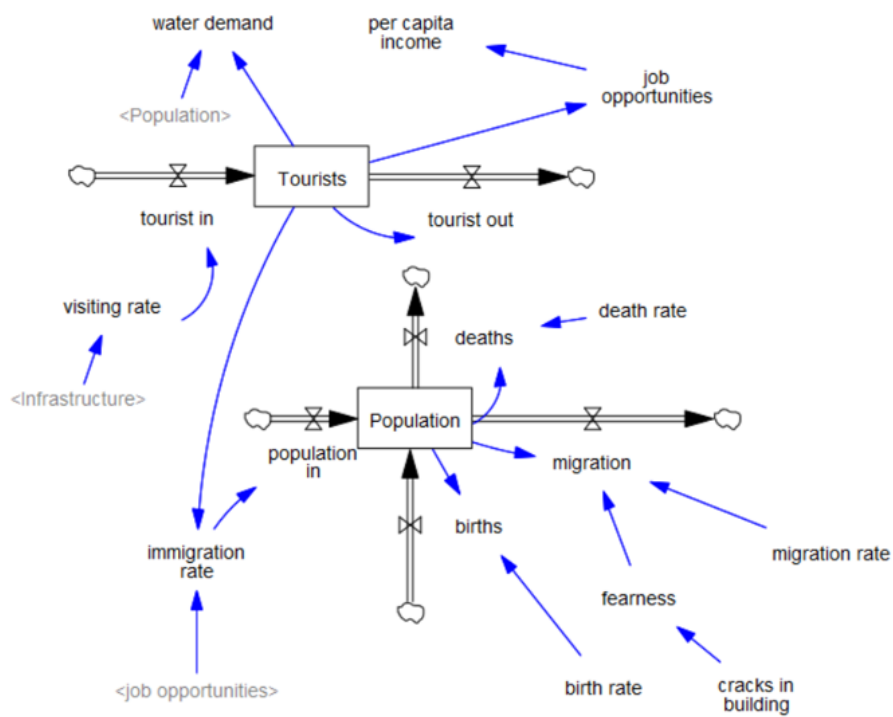 water demand
per capita
income
job
opportunities
<Population>
Tourists
tourist in
tourist out
visiting rate
death rate
deaths
<Infrastructure>
Population
population
in
migration
births
immigration
rate
migration rate
fearness
<job opportunities>
birth rate
cracks in
building